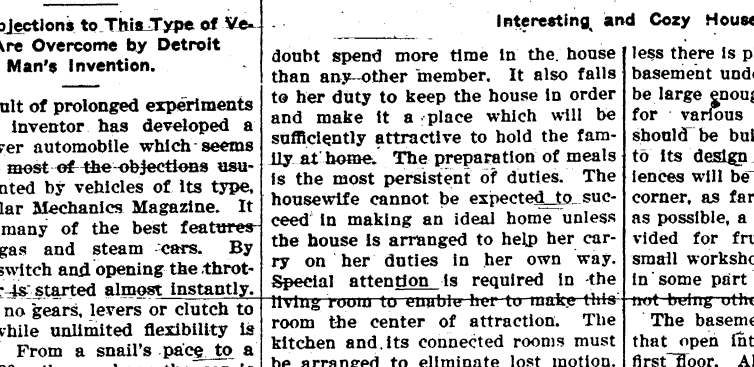 bjections to This Type of Ve-
Are Overcome by Detroit
Man's Invention.
ult of prolonged experiments
inventor has developed a
er automobile which seems
most of the objections usu-
nted by vehicles of its type,
lar Mechanics Magazine. It
many of the best features
gas and steam cars. By
switch and opening the throt-
r is started almost instantly.
no gears, levers or clutch to
while unlimited flexibility is
From a snail's pace to a
Interesting and Cozy House
doubt spend more time in the house
than any other member. It also falls
to her duty to keep the house in order
and make it a place which will be
sufficiently attractive to hold the fam-
ily at home. The preparation of meals
is the most persistent of duties. The
housewife cannot be expected to suc-
ceed in making an ideal home unless
the house is arranged to help her car-
ry on her duties in her own way.
Special attention is required in the
living room to enable her to make this
room the center of attraction. The
kitchen and its connected rooms must
be arranged to eliminate lost motion.
less there is p
basement unde
be large enoug
for various
should be bui
to its design
iences will be
corner, as far
as possible, a
vided for fru
small worksho
in some part
not being othe
The baseme
that open int
first floor. Al